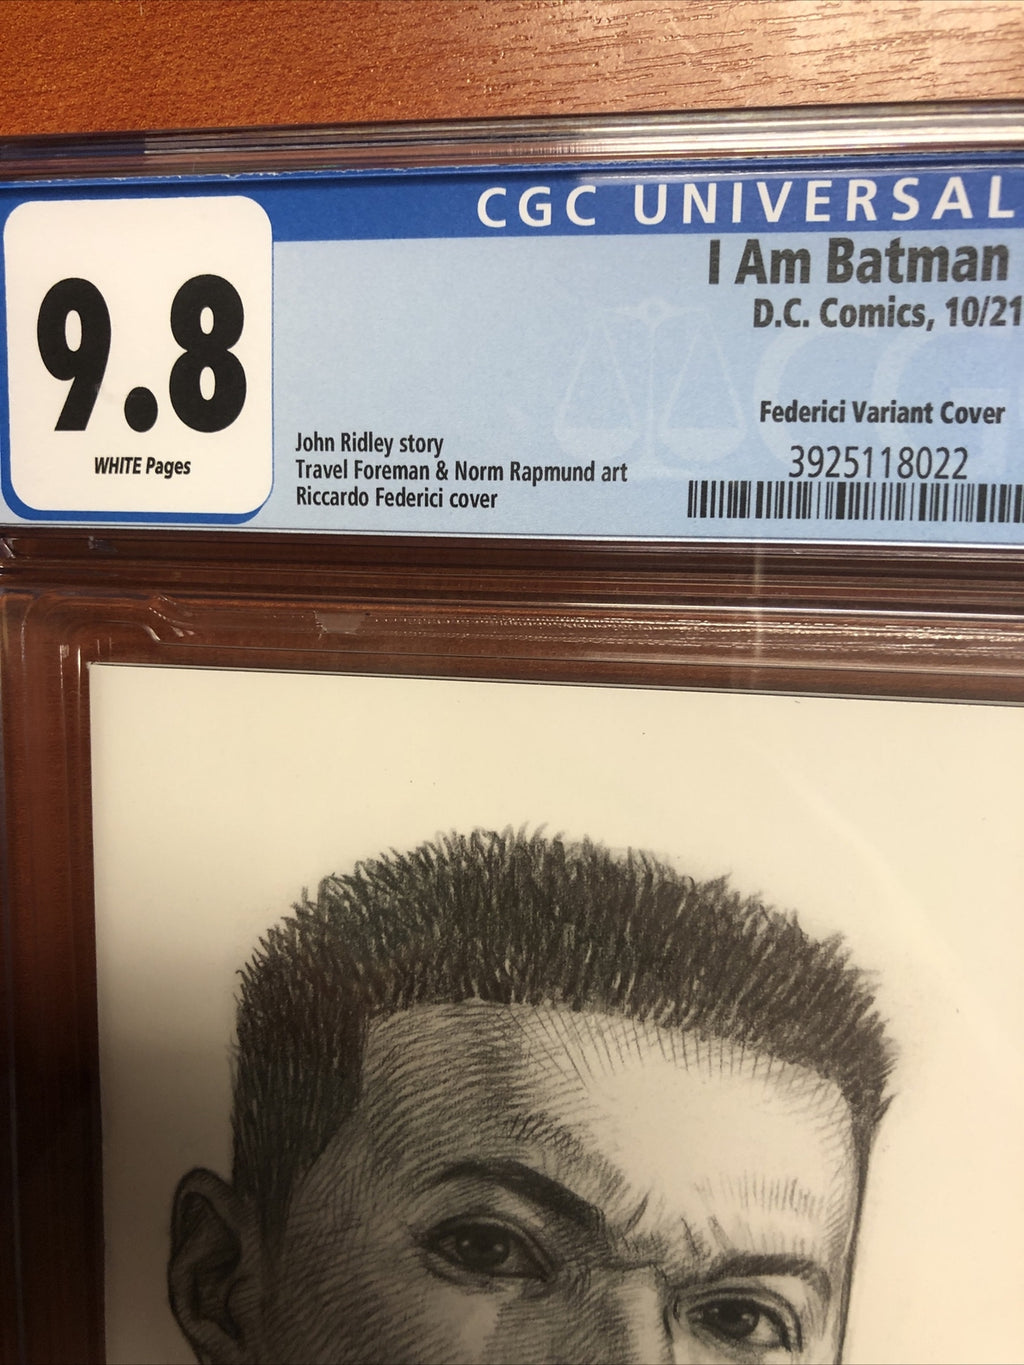 CGC UNIVERSAL
I Am Batman
D.C. Comics, 10/21
9.8
WHITE Pages
Federici Variant Cover
3925118022
John Ridley story
Travel Foreman & Norm Rapmund art
Riccardo Federici cover